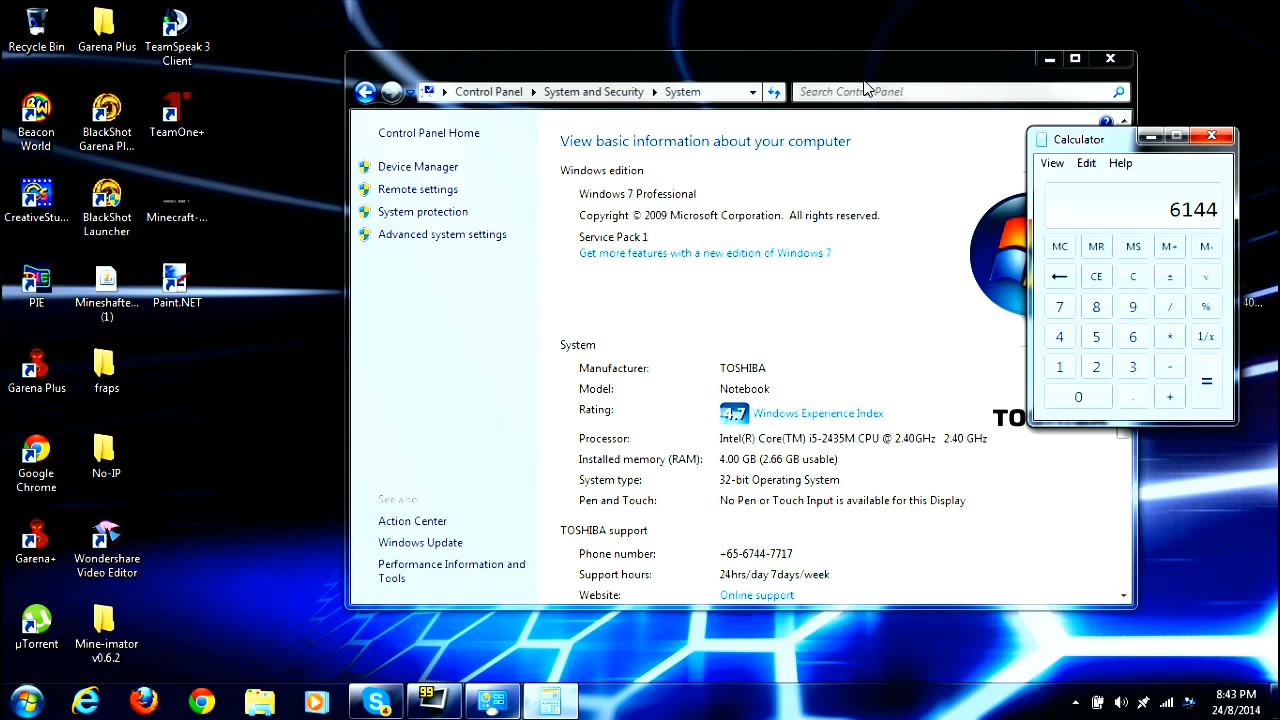 Recycle Bin
Garena Plus
TeamSpeak 3
Client
Beacon
World
BlackShot
Garena Pl...
TeamOne+
CreativeStu...
BlackShot
Launcher
Minecraft-...
PIE
Mineshafte...
(1)
Paint.NET
Garena Plus
fraps
Google
Chrome
No-IP
Garena+
Wondershare
Video Editor
µTorrent
Mine-imator
v0.6.2
Control Panel
System and Security
System
Search Control Panel
Control Panel Home
Device Manager
Remote settings
System protection
Advanced system settings
See also
Action Center
Windows Update
Performance Information and
Tools
View basic information about your computer
Windows edition
Windows 7 Professional
Copyright © 2009 Microsoft Corporation. All rights reserved.
Service Pack 1
Get more features with a new edition of Windows 7
System
Manufacturer: TOSHIBA
Model: Notebook
Rating: 4.7 Windows Experience Index
Processor: Intel(R) Core(TM) i5-2435M CPU @ 2.40GHz 2.40 GHz
Installed memory (RAM): 4.00 GB (2.66 GB usable)
System type: 32-bit Operating System
Pen and Touch: No Pen or Touch Input is available for this Display
TOSHIBA support
Phone number: +65-6744-7717
Support hours: 24hrs/day 7days/week
Website: Online support
TO
Calculator
View Edit Help
6144
MC MR MS M+ M-
← CE C ± √
7 8 9 / %
4 5 6 * 1/x
1 2 3 - =
0 . +
40...
99
4
8:43 PM
24/8/2014